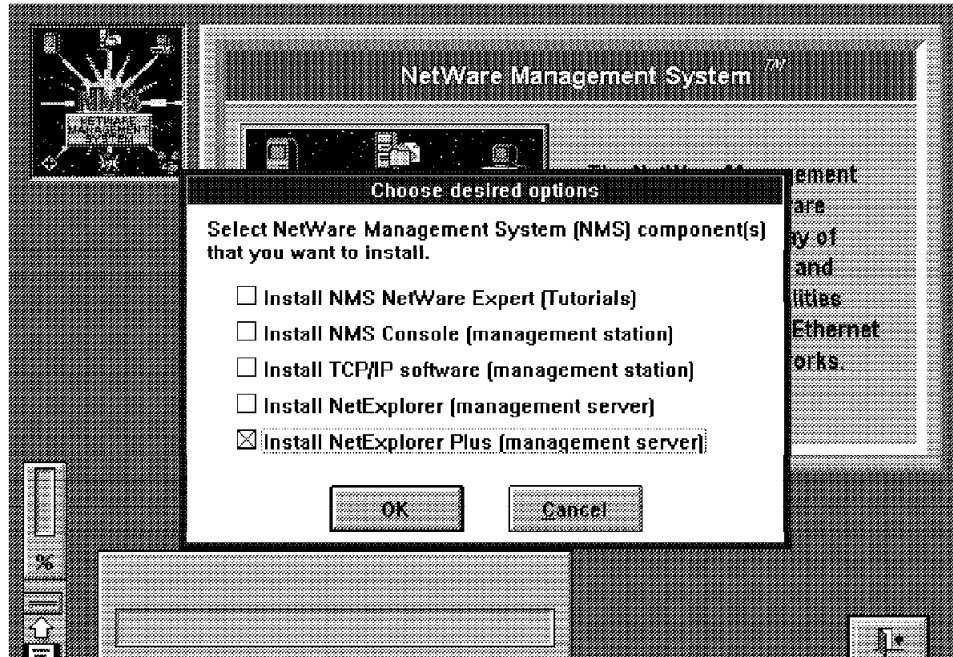 NMS
NETWARE
MANAGEMENT
SYSTEM
NetWare Management System TM
ement
are
ay of
and
lities
Ethernet
orks.
Choose desired options
Select NetWare Management System (NMS) component(s)
that you want to install.
Install NMS NetWare Expert (Tutorials)
Install NMS Console (management station)
Install TCP/IP software (management station)
Install NetExplorer (management server)
Install NetExplorer Plus (management server)
OK
Cancel
%